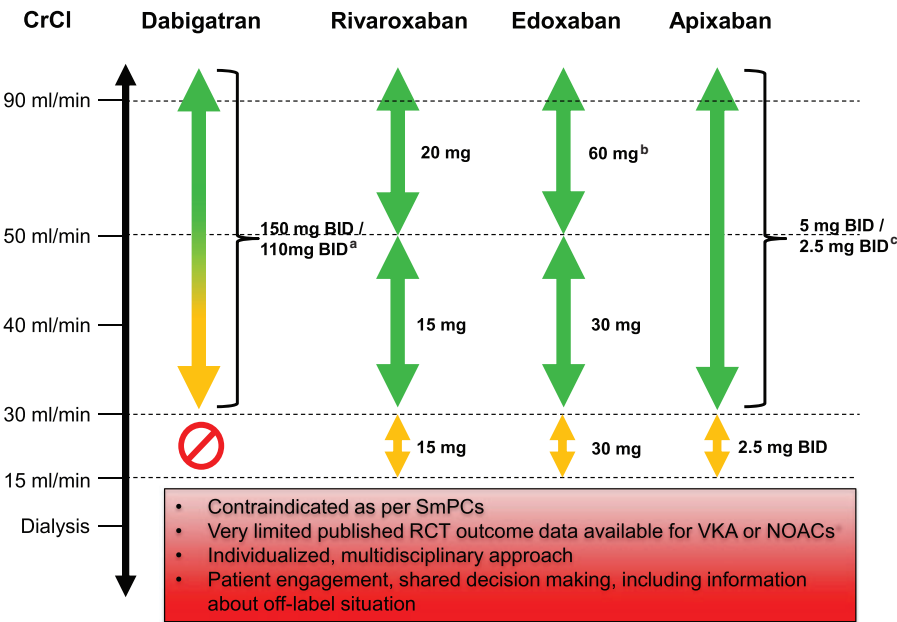 CrCl Dabigatran Rivaroxaban Edoxaban Apixaban
90 ml/min
20 mg 60 mgᵇ
50 ml/min
150 mg BID /
110mg BIDᵃ
5 mg BID /
2.5 mg BIDᶜ
40 ml/min
15 mg 30 mg
30 ml/min
15 mg 30 mg 2.5 mg BID
15 ml/min
Dialysis
• Contraindicated as per SmPCs
• Very limited published RCT outcome data available for VKA or NOACs
• Individualized, multidisciplinary approach
• Patient engagement, shared decision making, including information
about off-label situation